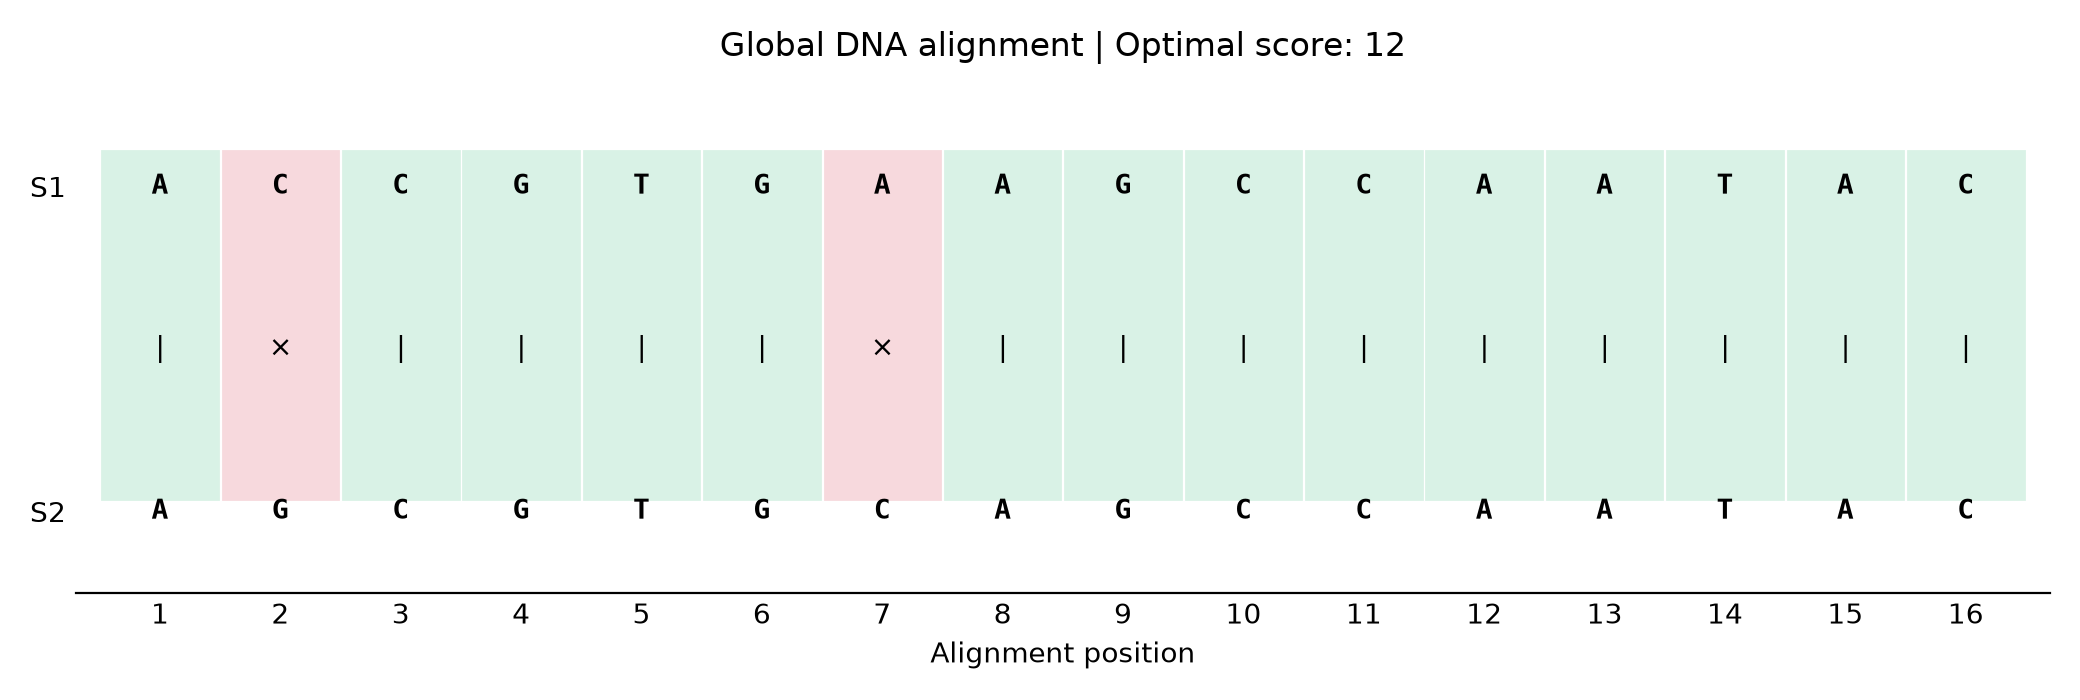 Global DNA alignment | Optimal score: 12
S1 A C C G T G A A G C C A A T A C
| × | | | | × | | | | | | | | |
S2 A G C G T G C A G C C A A T A C
1 2 3 4 5 6 7 8 9 10 11 12 13 14 15 16
Alignment position